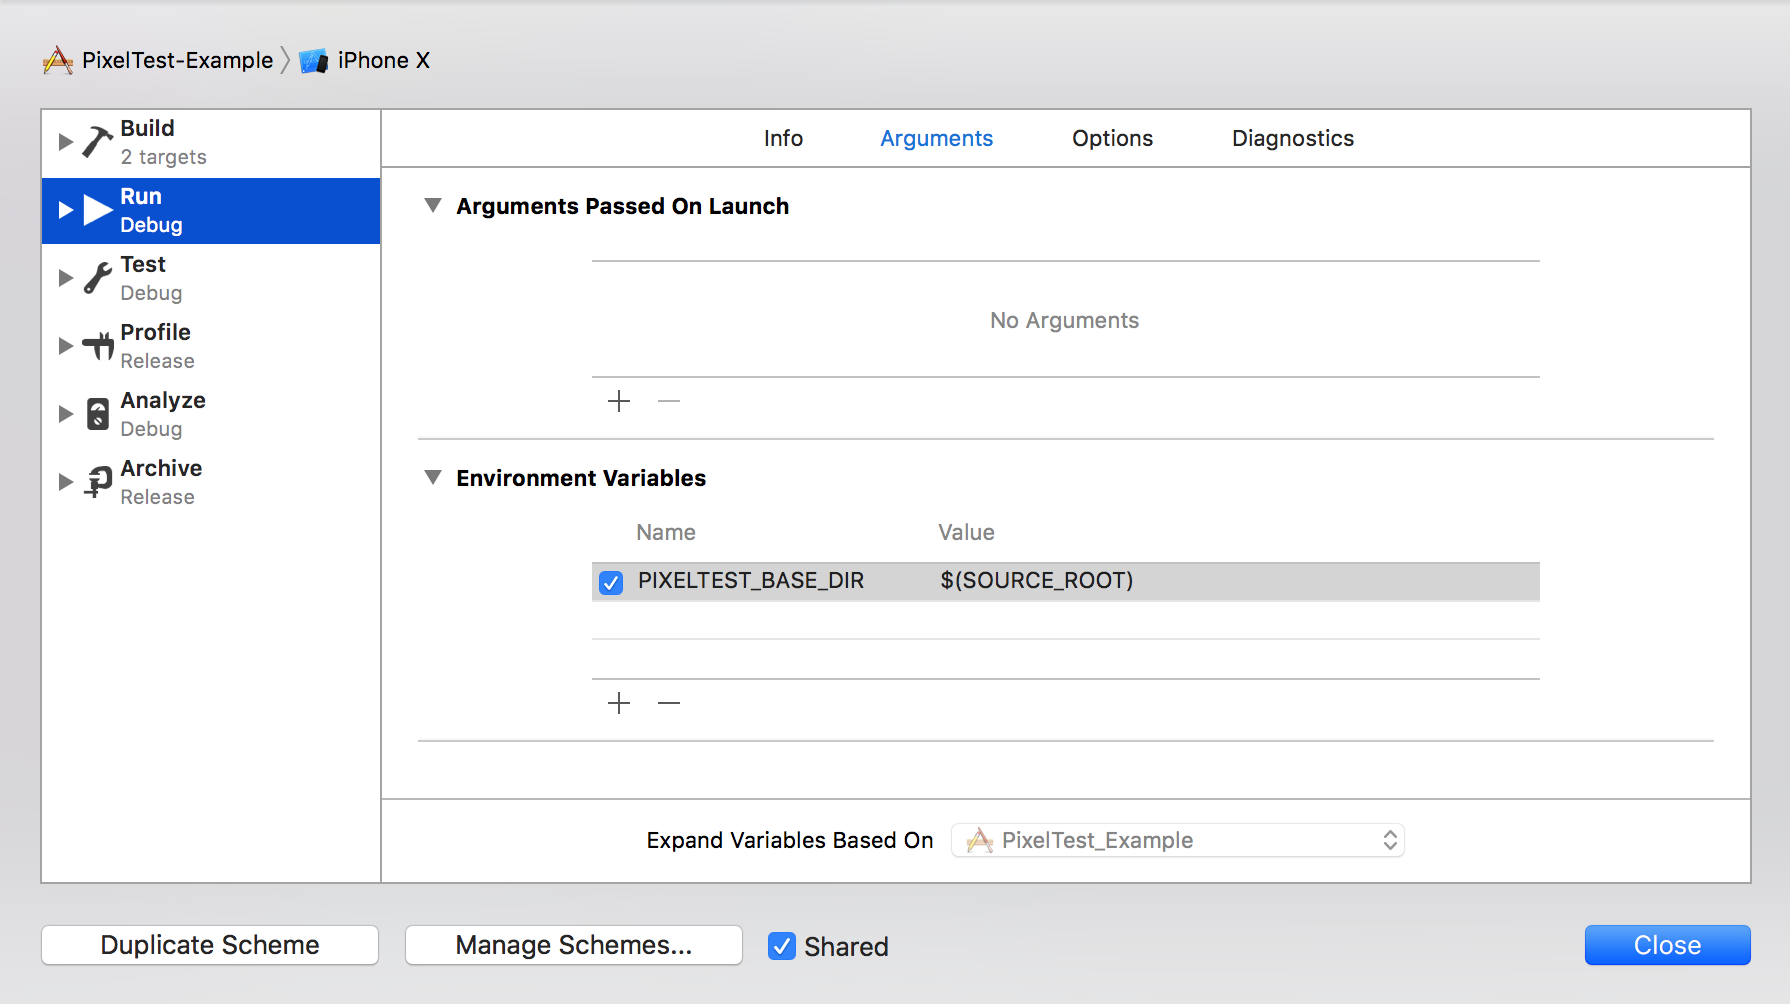 PixelTest-Example iPhone X
Build
2 targets
Run
Debug
Test
Debug
Profile
Release
Analyze
Debug
Archive
Release
Info Arguments Options Diagnostics
Arguments Passed On Launch
No Arguments
Environment Variables
Name Value
PIXELTEST_BASE_DIR $(SOURCE_ROOT)
Expand Variables Based On PixelTest_Example
Duplicate Scheme Manage Schemes... Shared Close